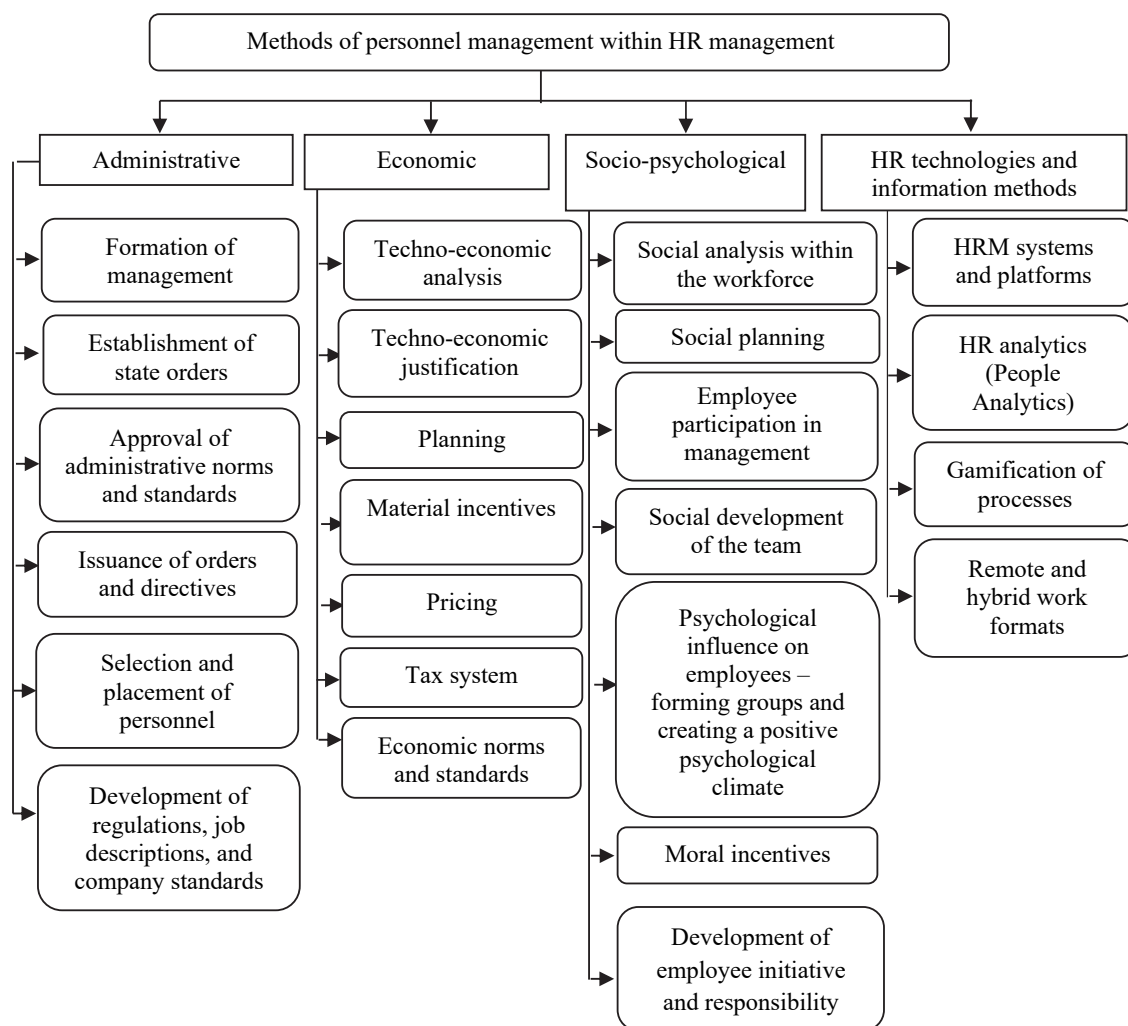 Methods of personnel management within HR management
Administrative
Economic
Socio-psychological
HR technologies and
information methods
Formation of
management
Establishment of
state orders
Approval of
administrative norms
and standards
Issuance of orders
and directives
Selection and
placement of
personnel
Development of
regulations, job
descriptions, and
company standards
Techno-economic
analysis
Techno-economic
justification
Planning
Material incentives
Pricing
Tax system
Economic norms
and standards
Social analysis within
the workforce
Social planning
Employee
participation in
management
Social development
of the team
Psychological
influence on
employees –
forming groups and
creating a positive
psychological
climate
Moral incentives
Development of
employee initiative
and responsibility
HRM systems
and platforms
HR analytics
(People
Analytics)
Gamification of
processes
Remote and
hybrid work
formats